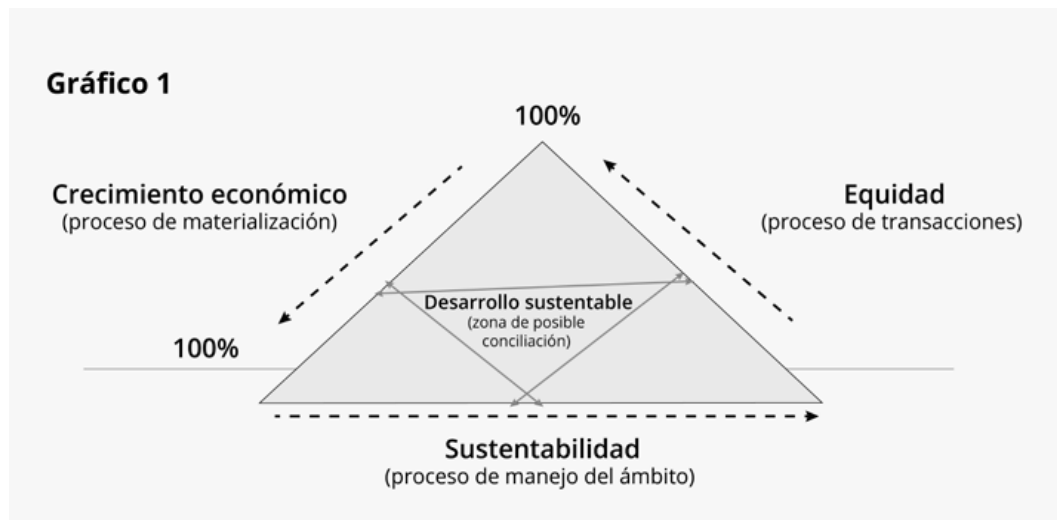 Gráfico 1
100%
Crecimiento económico
(proceso de materialización)
Equidad
(proceso de transacciones)
Desarrollo sustentable
(zona de posible
conciliación)
100%
Sustentabilidad
(proceso de manejo del ámbito)